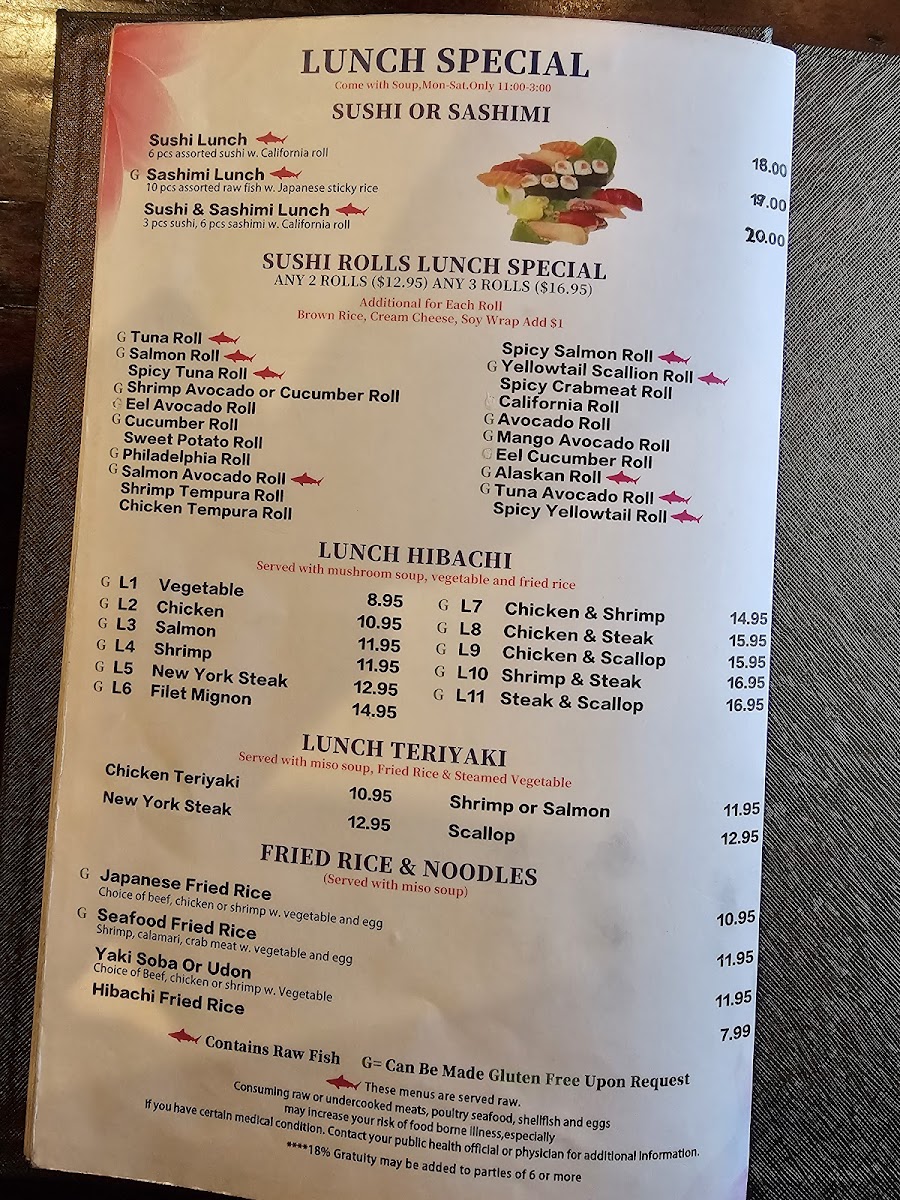 LUNCH SPECIAL
Come with Soup,Mon-Sat.Only 11:00-3:00
SUSHI OR SASHIMI
Sushi Lunch 18.00
6 pcs assorted sushi w. California roll
G Sashimi Lunch 19.00
10 pcs assorted raw fish w. Japanese sticky rice
Sushi & Sashimi Lunch 20.00
3 pcs sushi, 6 pcs sashimi w. California roll
SUSHI ROLLS LUNCH SPECIAL
ANY 2 ROLLS ($12.95) ANY 3 ROLLS ($16.95)
Additional for Each Roll
Brown Rice, Cream Cheese, Soy Wrap Add $1
G Tuna Roll
G Salmon Roll
Spicy Tuna Roll
G Shrimp Avocado or Cucumber Roll
G Eel Avocado Roll
G Cucumber Roll
Sweet Potato Roll
G Philadelphia Roll
G Salmon Avocado Roll
Shrimp Tempura Roll
Chicken Tempura Roll
Spicy Salmon Roll
G Yellowtail Scallion Roll
Spicy Crabmeat Roll
California Roll
G Avocado Roll
G Mango Avocado Roll
G Eel Cucumber Roll
G Alaskan Roll
G Tuna Avocado Roll
Spicy Yellowtail Roll
LUNCH HIBACHI
Served with mushroom soup, vegetable and fried rice
G L1 Vegetable 8.95
G L2 Chicken 10.95
G L3 Salmon 11.95
G L4 Shrimp 11.95
G L5 New York Steak 12.95
G L6 Filet Mignon 14.95
G L7 Chicken & Shrimp 14.95
G L8 Chicken & Steak 15.95
G L9 Chicken & Scallop 15.95
G L10 Shrimp & Steak 16.95
G L11 Steak & Scallop 16.95
LUNCH TERIYAKI
Served with miso soup, Fried Rice & Steamed Vegetable
Chicken Teriyaki 10.95
New York Steak 12.95
Shrimp or Salmon 11.95
Scallop 12.95
FRIED RICE & NOODLES
(Served with miso soup)
G Japanese Fried Rice 10.95
Choice of beef, chicken or shrimp w. vegetable and egg
G Seafood Fried Rice 11.95
Shrimp, calamari, crab meat w. vegetable and egg
Yaki Soba Or Udon 11.95
Choice of Beef, chicken or shrimp w. Vegetable
Hibachi Fried Rice 7.99
Contains Raw Fish G= Can Be Made Gluten Free Upon Request
These menus are served raw.
Consuming raw or undercooked meats, poultry seafood, shellfish and eggs
may increase your risk of food borne illness,especially
If you have certain medical condition. Contact your public health official or physician for additional information.
****18% Gratuity may be added to parties of 6 or more